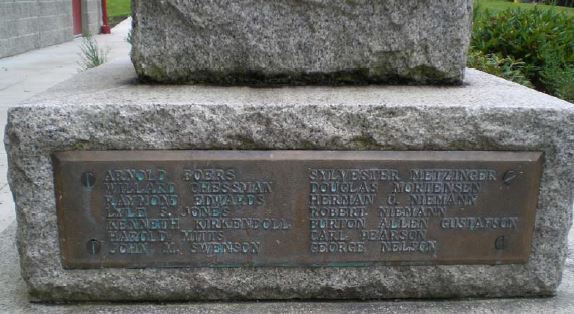 ARNOLD BOERS
WILLARD CHESSMAN
RAYMOND EDWARDS
LYLE E. JONES
KENNETH KIRKENDOLL
HAROLD MITTS
JOHN M. SWENSON
SYLVESTER METZINGER
DOUGLAS MORTENSEN
HERMAN O. NIEMANN
ROBERT NIEMANN
BURTON ALLEN GUSTAFSON
CARL PEARSON
GEORGE NELSON